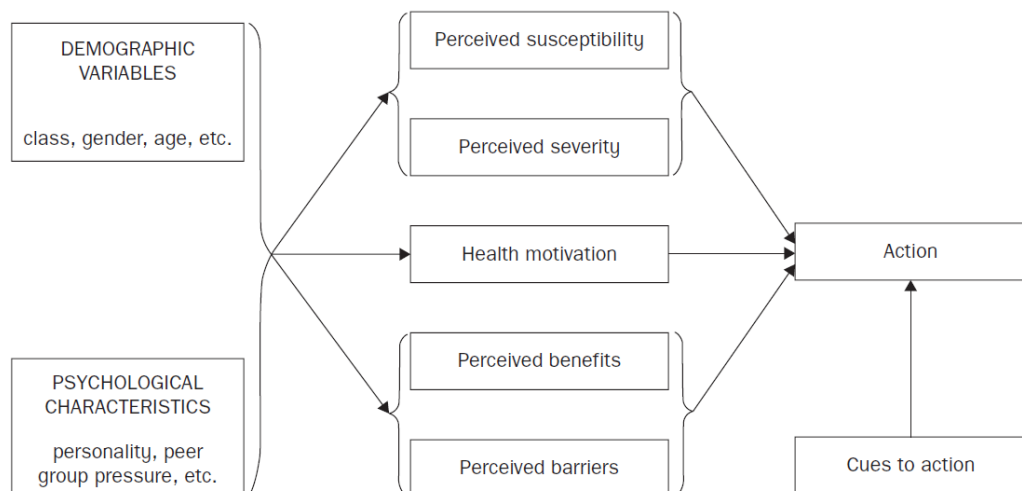 DEMOGRAPHIC
VARIABLES
class, gender, age, etc.
PSYCHOLOGICAL
CHARACTERISTICS
personality, peer
group pressure, etc.
Perceived susceptibility
Perceived severity
Health motivation
Perceived benefits
Perceived barriers
Action
Cues to action